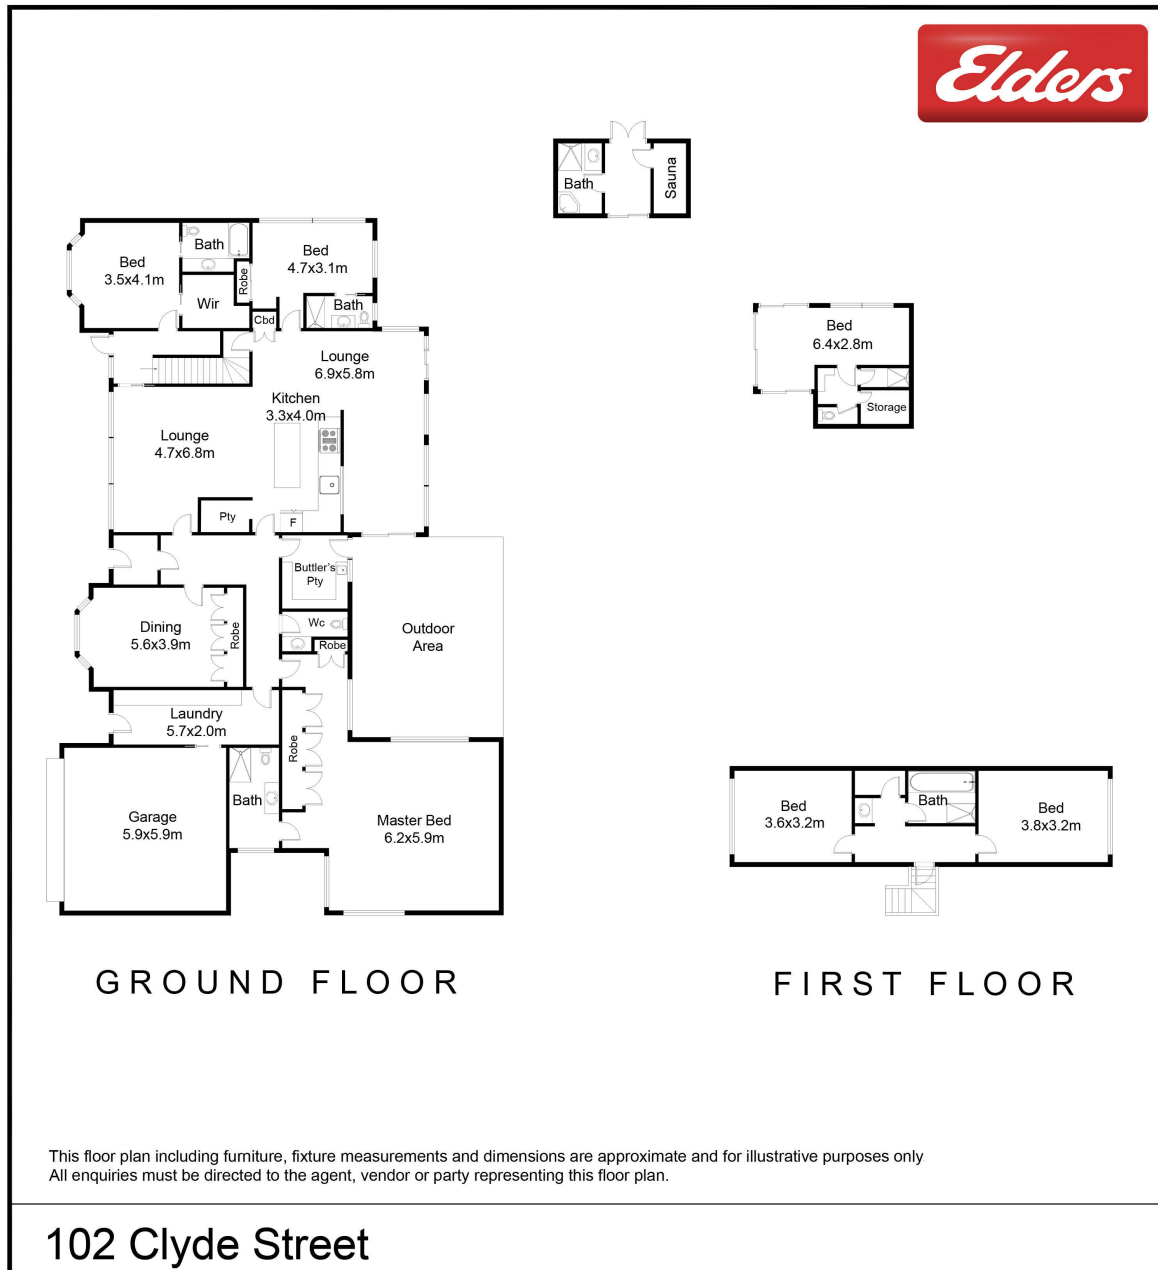 Elders
Bath
Sauna
Bed
3.5x4.1m
Bath
Wir
Robe
Bed
4.7x3.1m
Bath
Cbd
Lounge
6.9x5.8m
Kitchen
3.3x4.0m
Lounge
4.7x6.8m
Pty
F
Bed
6.4x2.8m
Storage
Buttler's
Pty
Dining
5.6x3.9m
Robe
Wc
Robe
Outdoor
Area
Laundry
5.7x2.0m
Robe
Garage
5.9x5.9m
Bath
Master Bed
6.2x5.9m
Bed
3.6x3.2m
Bath
Bed
3.8x3.2m
GROUND FLOOR
FIRST FLOOR
This floor plan including furniture, fixture measurements and dimensions are approximate and for illustrative purposes only
All enquiries must be directed to the agent, vendor or party representing this floor plan.
102 Clyde Street